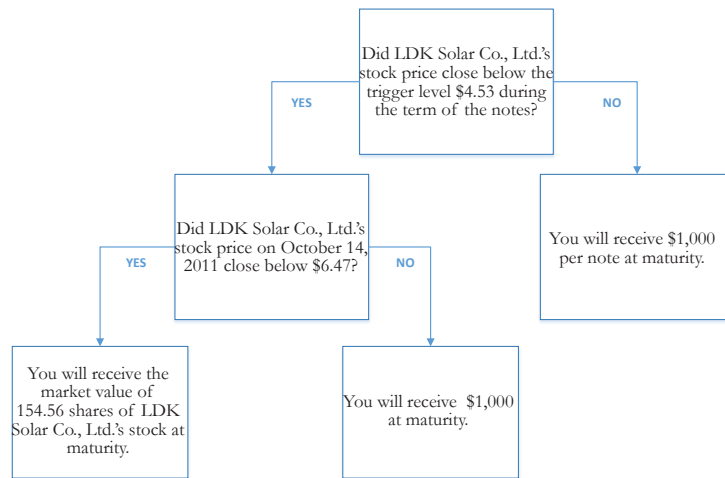 Did LDK Solar Co., Ltd.'s
stock price close below the
trigger level $4.53 during
the term of the notes?
YES
NO
Did LDK Solar Co., Ltd.'s
stock price on October 14,
2011 close below $6.47?
You will receive $1,000
per note at maturity.
YES
NO
You will receive the
market value of
154.56 shares of LDK
Solar Co., Ltd.'s stock at
maturity.
You will receive $1,000
at maturity.